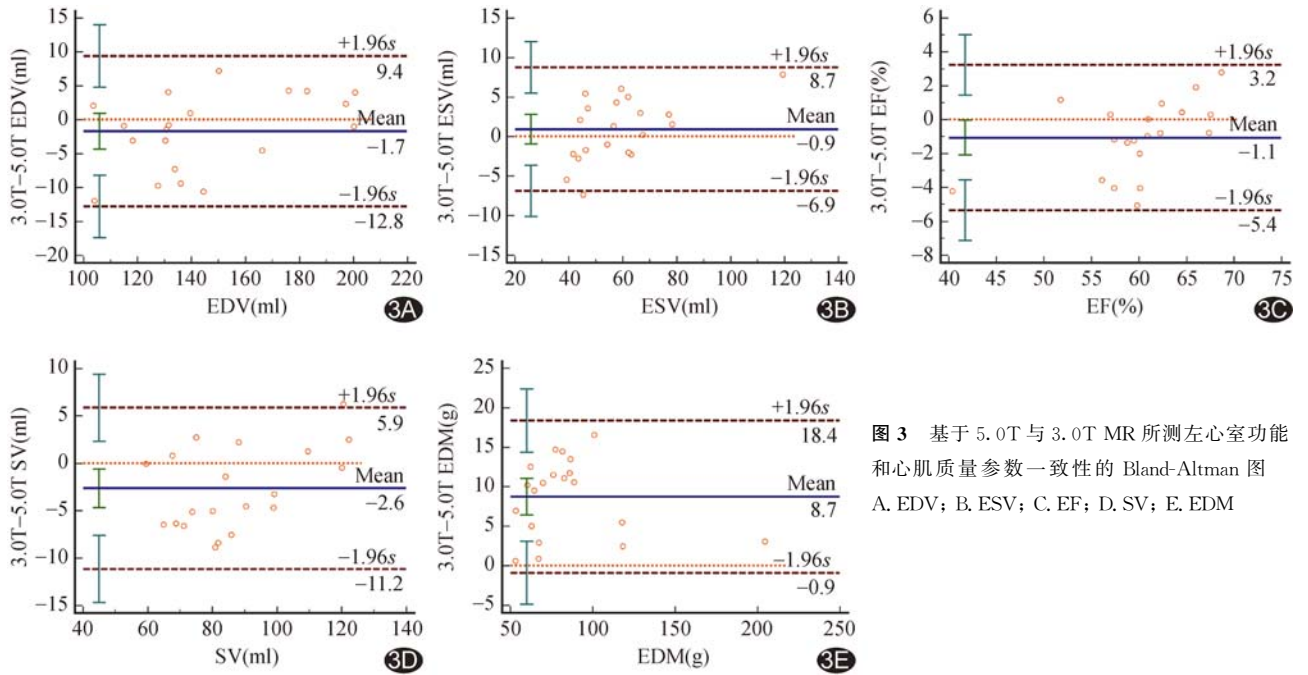 3.0T−5.0T EDV(ml)
15
10
5
0
−5
−10
−15
−20
+1.96s
9.4
Mean
−1.7
−1.96s
−12.8
100 120 140 160 180 200 220
EDV(ml)
3A
3.0T−5.0T ESV(ml)
15
10
5
0
−5
−10
−15
+1.96s
8.7
Mean
−0.9
−1.96s
−6.9
20 40 60 80 100 120 140
ESV(ml)
3B
3.0T−5.0T EF(%)
6
4
2
0
−2
−4
−6
−8
+1.96s
3.2
Mean
−1.1
−1.96s
−5.4
40 45 50 55 60 65 70 75
EF(%)
3C
3.0T−5.0T SV(ml)
10
5
0
−5
−10
−15
+1.96s
5.9
Mean
−2.6
−1.96s
−11.2
40 60 80 100 120 140
SV(ml)
3D
3.0T−5.0T EDM(g)
25
20
15
10
5
0
−5
+1.96s
18.4
Mean
8.7
−1.96s
−0.9
50 100 150 200 250
EDM(g)
3E
图 3 基于 5.0T 与 3.0T MR 所测左心室功能
和心肌质量参数一致性的 Bland-Altman 图
A. EDV; B. ESV; C. EF; D. SV; E. EDM